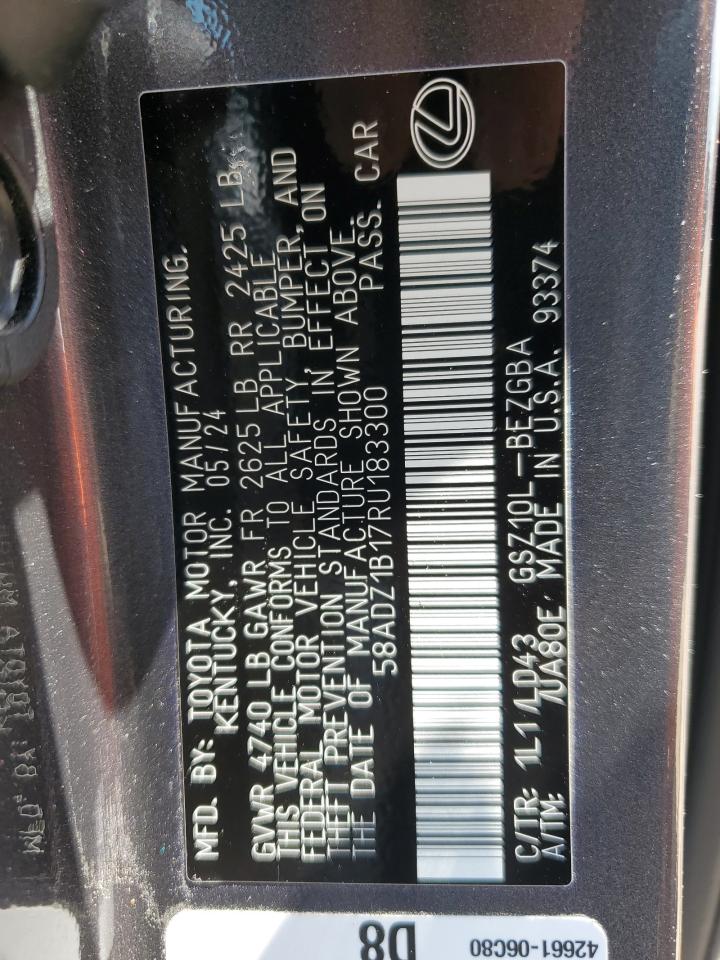 MFD. BY: TOYOTA MOTOR MANUFACTURING,
KENTUCKY, INC. 05/24
GVWR 4740 LB GAWR FR 2625 LB RR 2425 LB
THIS VEHICLE CONFORMS TO ALL APPLICABLE
FEDERAL MOTOR VEHICLE SAFETY, BUMPER, AND
THEFT PREVENTION STANDARDS IN EFFECT ON
THE DATE OF MANUFACTURE SHOWN ABOVE.
58ADZ1B17RU183300 PASS. CAR
C/TR: 1L1/LD43 GSZ10L-BEZGBA
A/TM: /UA80E MADE IN U.S.A. 93374
D8
42661-06C80